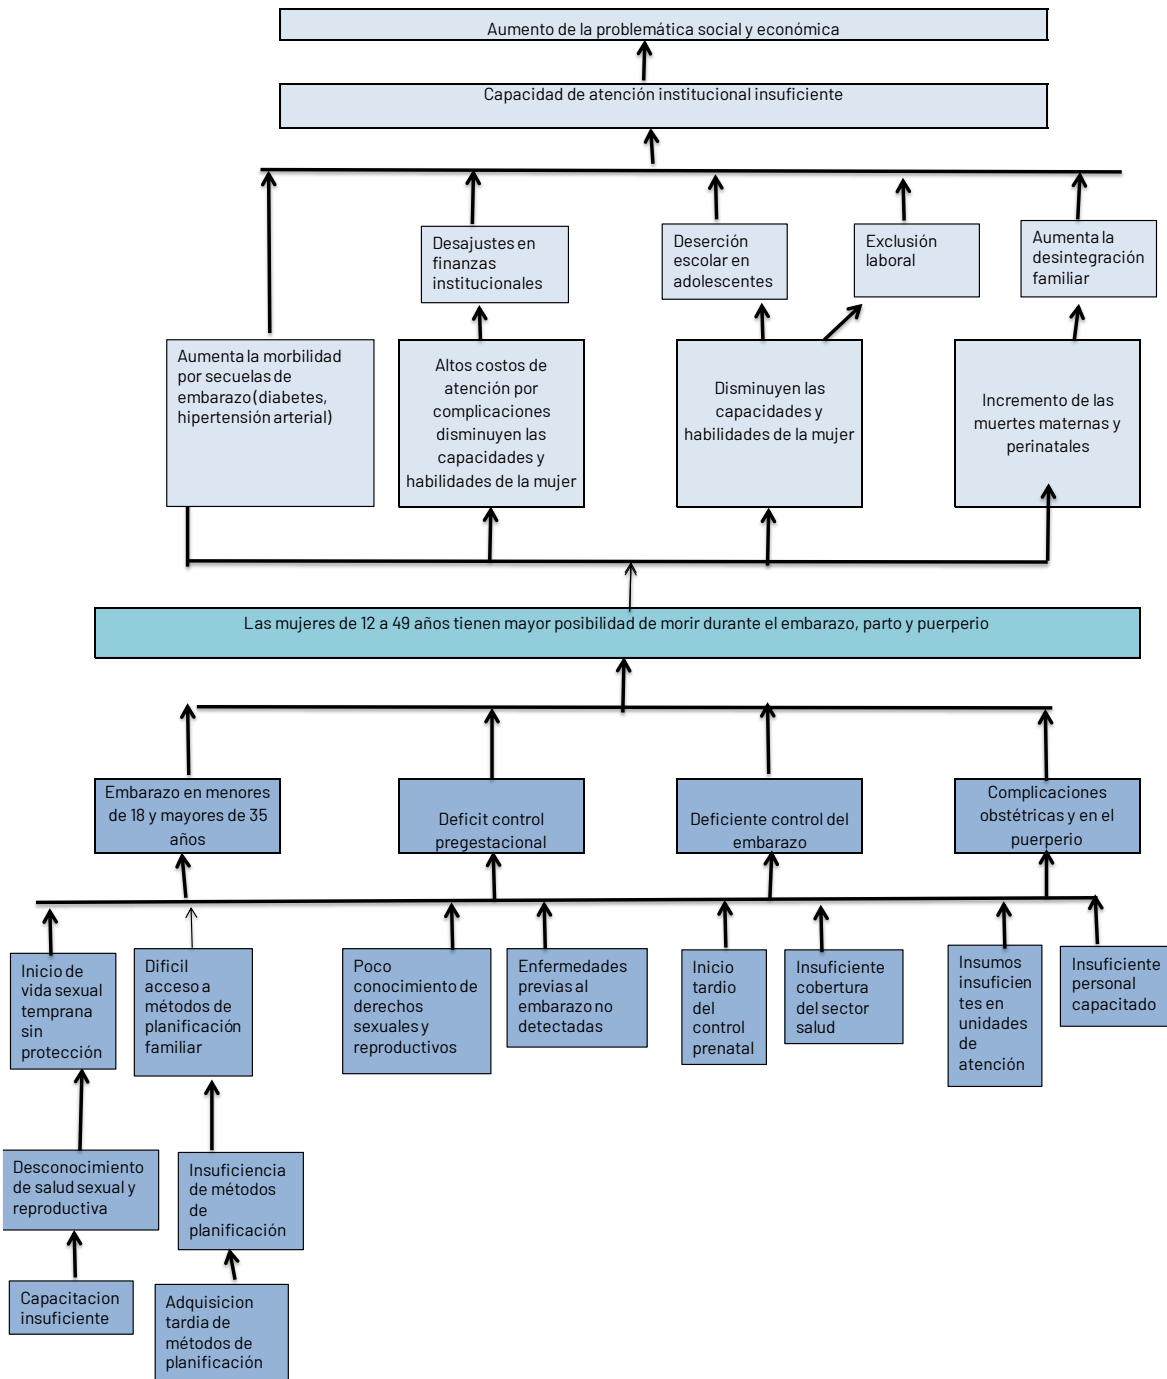 Aumento de la problemática social y económica
Capacidad de atención institucional insuficiente
Desajustes en
finanzas
institucionales
Deserción
escolar en
adolescentes
Exclusión
laboral
Aumenta la
desintegración
familiar
Aumenta la morbilidad
por secuelas de
embarazo (diabetes,
hipertensión arterial)
Altos costos de
atención por
complicaciones
disminuyen las
capacidades y
habilidades de la mujer
Disminuyen las
capacidades y
habilidades de la mujer
Incremento de las
muertes maternas y
perinatales
Las mujeres de 12 a 49 años tienen mayor posibilidad de morir durante el embarazo, parto y puerperio
Embarazo en menores
de 18 y mayores de 35
años
Deficit control
pregestacional
Deficiente control del
embarazo
Complicaciones
obstétricas y en el
puerperio
Inicio de
vida sexual
temprana
sin
protección
Dificil
acceso a
métodos de
planificación
familiar
Poco
conocimiento de
derechos
sexuales y
reproductivos
Enfermedades
previas al
embarazo no
detectadas
Inicio
tardio
del
control
prenatal
Insuficiente
cobertura
del sector
salud
Insumos
insuficien
tes en
unidades
de
atención
Insuficiente
personal
capacitado
Desconocimiento
de salud sexual y
reproductiva
Insuficiencia
de métodos
de
planificación
Capacitacion
insuficiente
Adquisicion
tardia de
métodos de
planificación